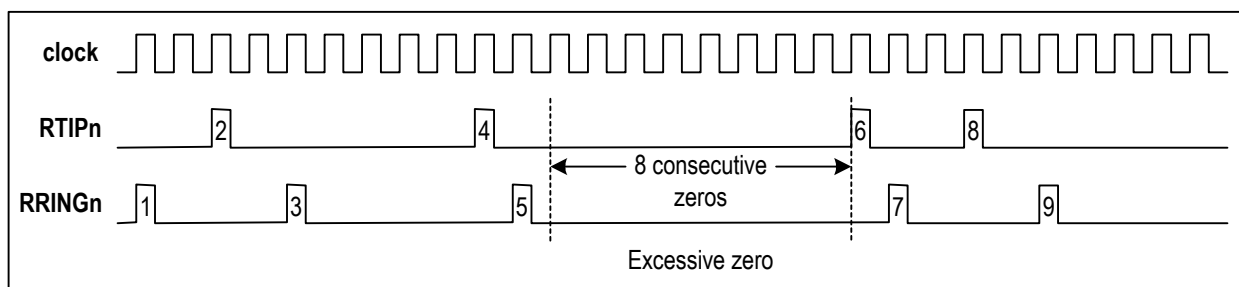 clock
RTIPn
2
4
6
8
8 consecutive
zeros
RRINGn
1
3
5
7
9
Excessive zero